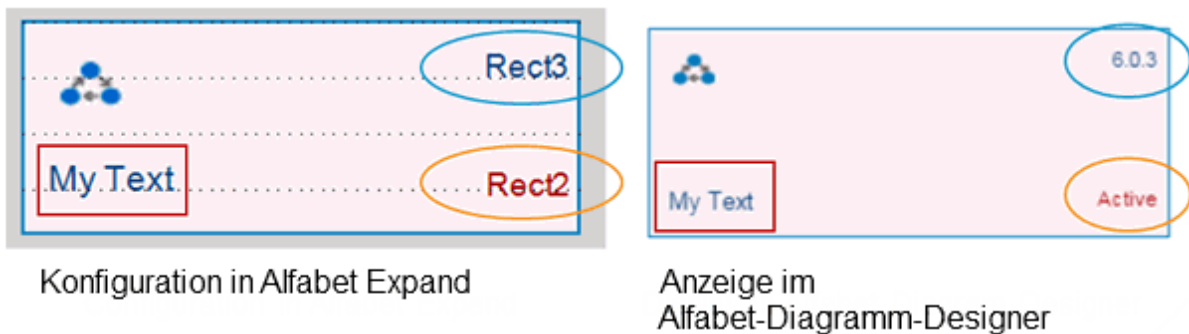 Rect3
My Text
Rect2
Konfiguration in Alfabet Expand
6.0.3
My Text
Active
Anzeige im
Alfabet-Diagramm-Designer